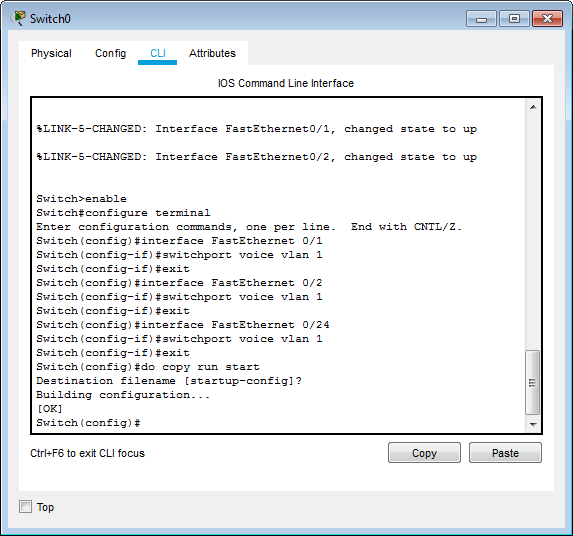 Switch0
Physical Config CLI Attributes
IOS Command Line Interface
%LINK-5-CHANGED: Interface FastEthernet0/1, changed state to up
%LINK-5-CHANGED: Interface FastEthernet0/2, changed state to up
Switch>enable
Switch#configure terminal
Enter configuration commands, one per line.  End with CNTL/Z.
Switch(config)#interface FastEthernet 0/1
Switch(config-if)#switchport voice vlan 1
Switch(config-if)#exit
Switch(config)#interface FastEthernet 0/2
Switch(config-if)#switchport voice vlan 1
Switch(config-if)#exit
Switch(config)#interface FastEthernet 0/24
Switch(config-if)#switchport voice vlan 1
Switch(config-if)#exit
Switch(config)#do copy run start
Destination filename [startup-config]?
Building configuration...
[OK]
Switch(config)#
Ctrl+F6 to exit CLI focus
Copy Paste
Top